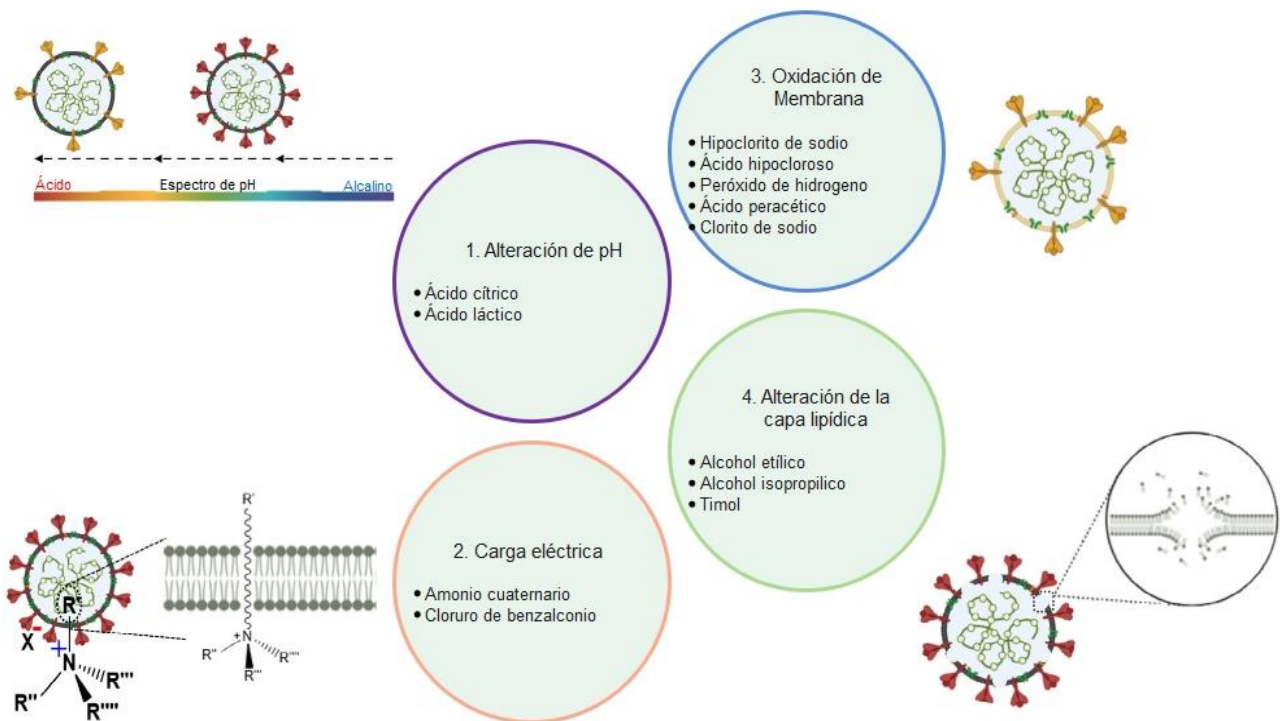 Ácido Espectro de pH Alcalino
1. Alteración de pH
• Ácido cítrico
• Ácido láctico
2. Carga eléctrica
• Amonio cuaternario
• Cloruro de benzalconio
3. Oxidación de
Membrana
• Hipoclorito de sodio
• Ácido hipocloroso
• Peróxido de hidrogeno
• Ácido peracético
• Clorito de sodio
4. Alteración de la
capa lipídica
• Alcohol etílico
• Alcohol isopropilico
• Timol
R'
X-
+
N
R''
R'''
R''''
R'
+N
R''
R''''
R'''